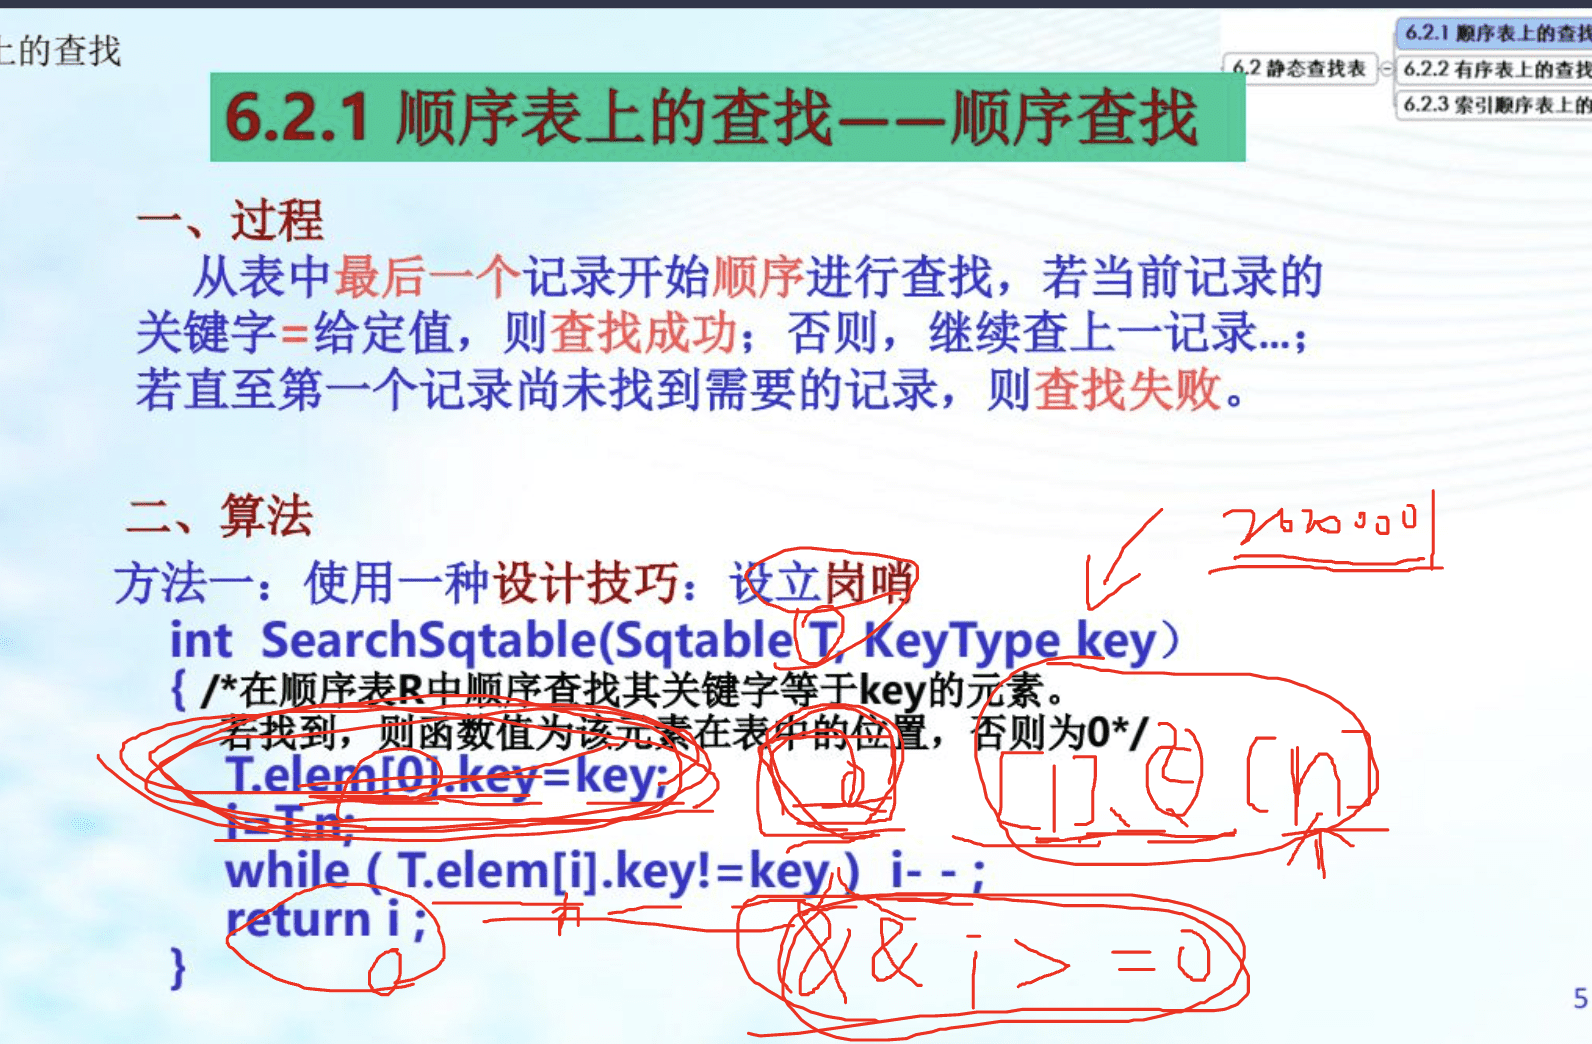 上的查找
6.2 静态查找表
6.2.1 顺序表上的查找
6.2.2 有序表上的查找
6.2.3 索引顺序表上的
6.2.1 顺序表上的查找——顺序查找
一、过程
从表中最后一个记录开始顺序进行查找，若当前记录的
关键字=给定值，则查找成功；否则，继续查上一记录…；
若直至第一个记录尚未找到需要的记录，则查找失败。
二、算法
方法一：使用一种设计技巧：设立岗哨
int SearchSqtable(Sqtable T, KeyType key）
{ /*在顺序表R中顺序查找其关键字等于key的元素。
若找到，则函数值为该元素在表中的位置，否则为0*/
T.elem[0].key=key;
i=T.n;
while ( T.elem[i].key!=key ) i- - ;
return i ;
}
[1] [n]
&& i >=0
0
n
5